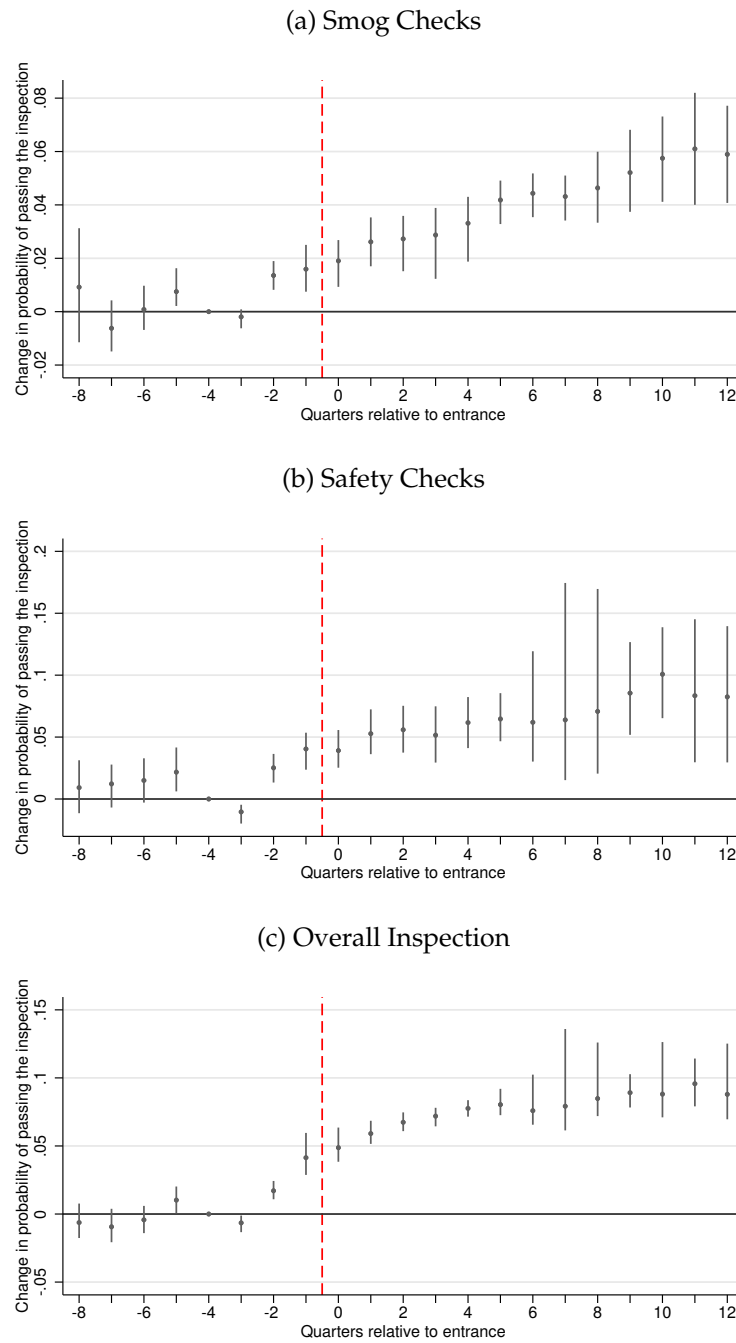 (a) Smog Checks
Change in probability of passing the inspection
.08
.06
.04
.02
0
-.02
-8 -6 -4 -2 0 2 4 6 8 10 12
Quarters relative to entrance
(b) Safety Checks
Change in probability of passing the inspection
.2
.15
.1
.05
0
-8 -6 -4 -2 0 2 4 6 8 10 12
Quarters relative to entrance
(c) Overall Inspection
Change in probability of passing the inspection
.15
.1
.05
0
-.05
-8 -6 -4 -2 0 2 4 6 8 10 12
Quarters relative to entrance